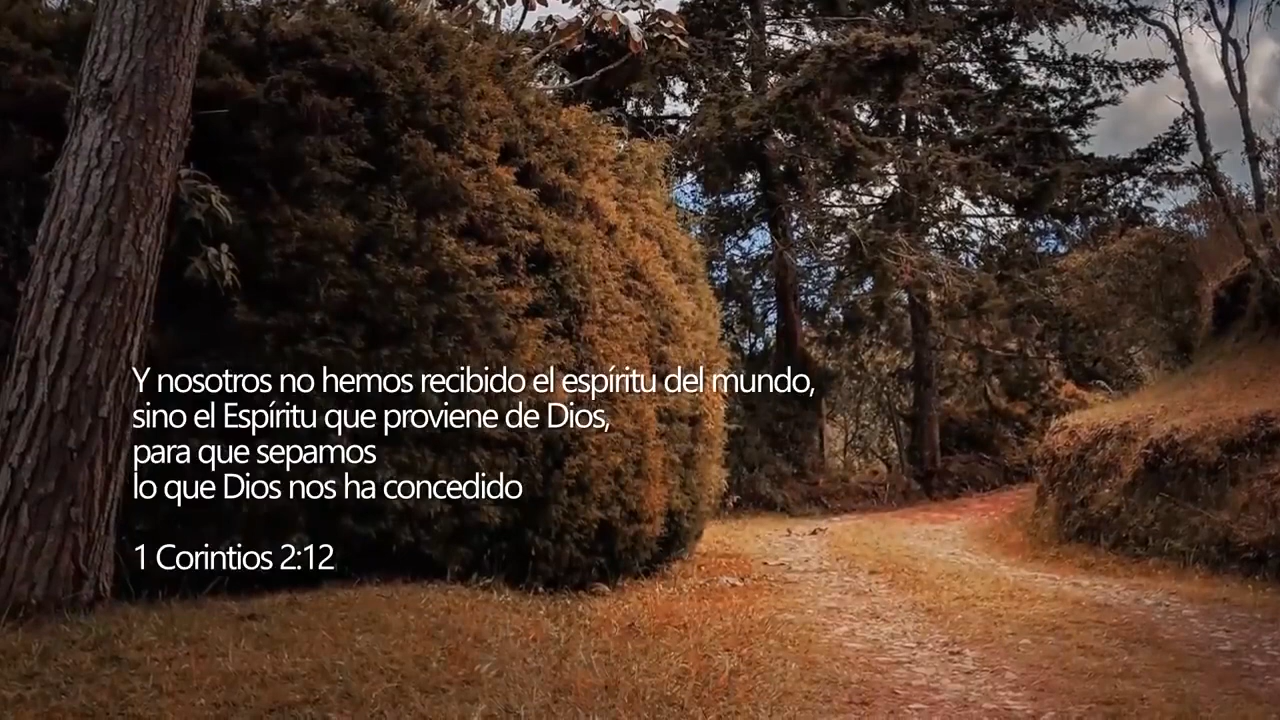 Y nosotros no hemos recibido el espíritu del mundo,
sino el Espíritu que proviene de Dios,
para que sepamos
lo que Dios nos ha concedido
1 Corintios 2:12